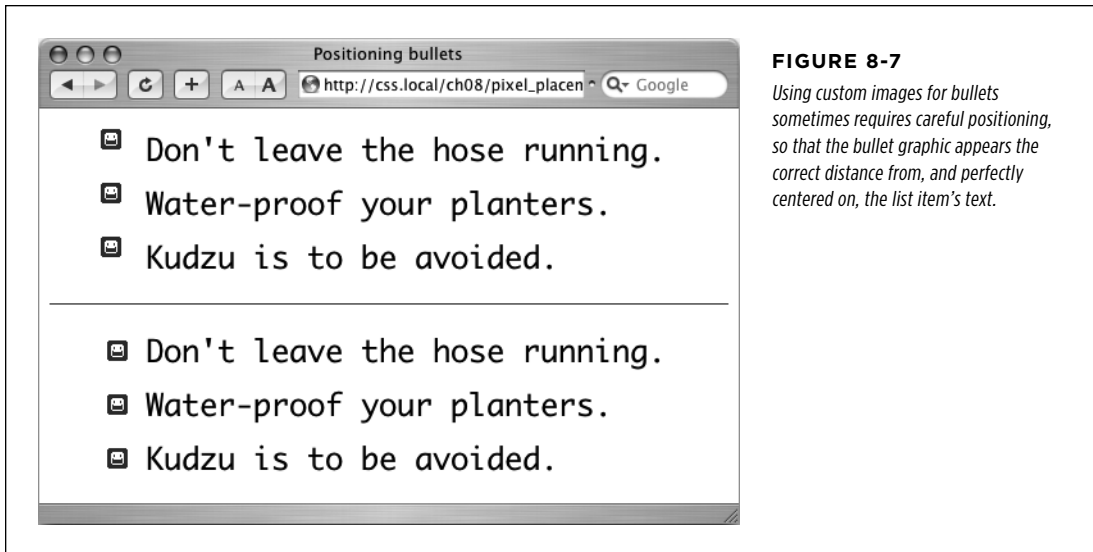 Positioning bullets
A A http://css.local/ch08/pixel_placen Google
Don't leave the hose running.
Water-proof your planters.
Kudzu is to be avoided.
Don't leave the hose running.
Water-proof your planters.
Kudzu is to be avoided.
FIGURE 8-7
Using custom images for bullets
sometimes requires careful positioning,
so that the bullet graphic appears the
correct distance from, and perfectly
centered on, the list item’s text.